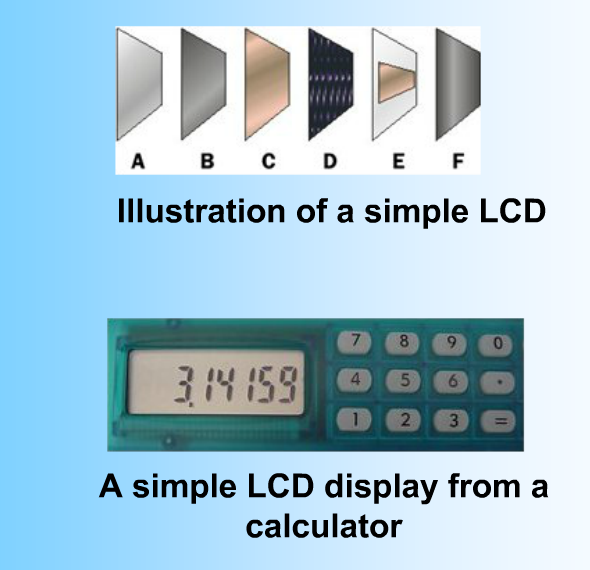 A B C D E F
Illustration of a simple LCD
3.14159
7 8 9 0
4 5 6 .
1 2 3 =
A simple LCD display from a
calculator